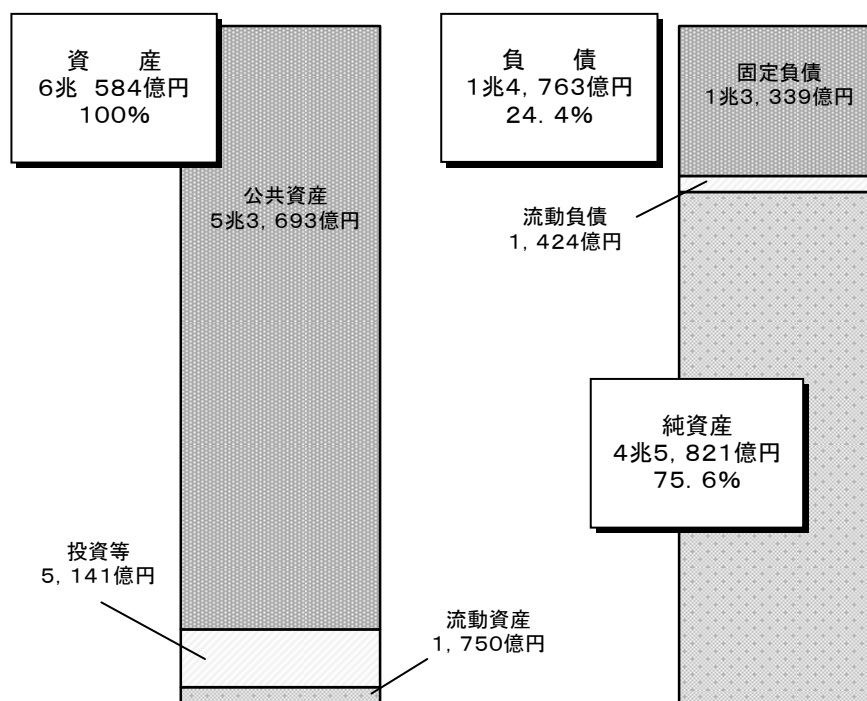 資　　産
6兆　584億円
100%
公共資産
5兆3,693億円
投資等
5,141億円
流動資産
1,750億円
負　　債
1兆4,763億円
24.4%
固定負債
1兆3,339億円
流動負債
1,424億円
純資産
4兆5,821億円
75.6%